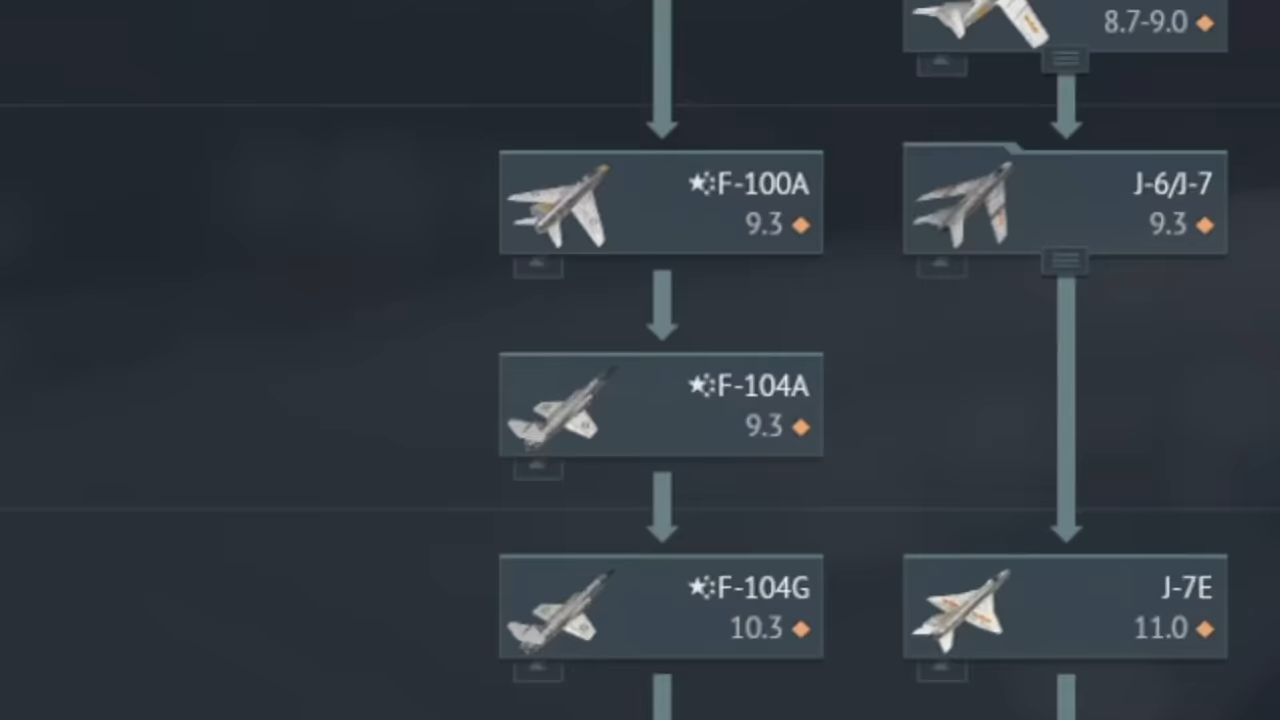 8.7-9.0
F-100A
9.3
J-6/J-7
9.3
F-104A
9.3
F-104G
10.3
J-7E
11.0